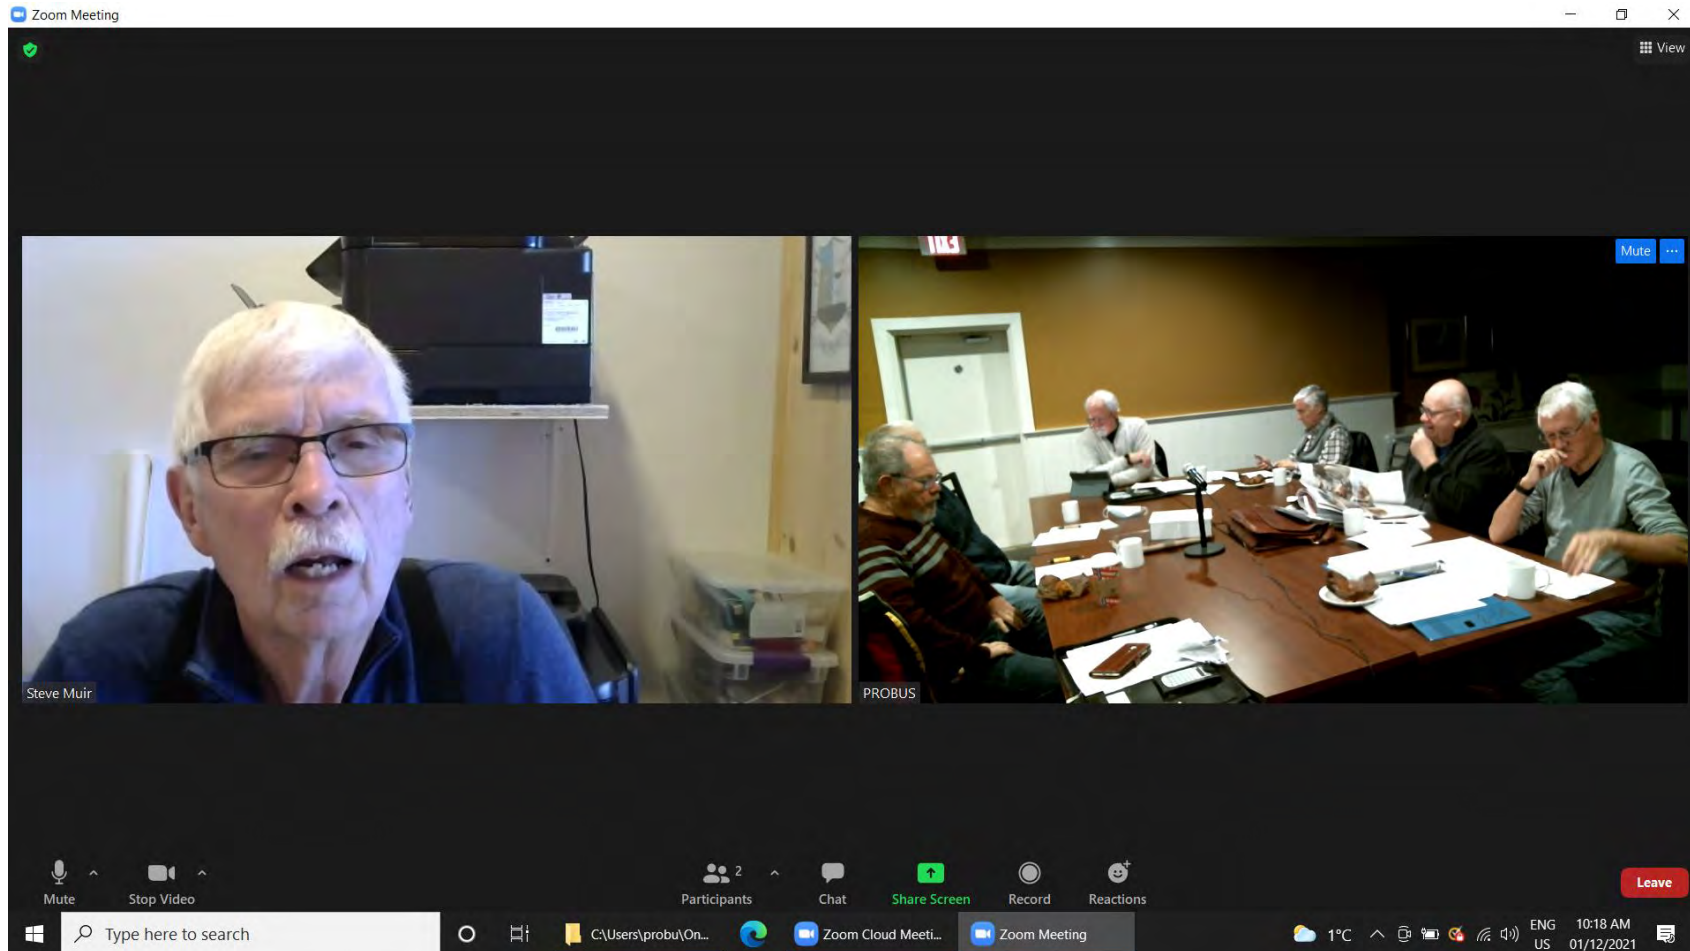 Zoom Meeting
View
Mute
Steve Muir
PROBUS
2
Mute
Stop Video
Participants
Chat
Share Screen
Record
Reactions
Leave
Type here to search
C:\Users\probu\On...
Zoom Cloud Meeti...
Zoom Meeting
1°C
ENG
US
10:18 AM
01/12/2021